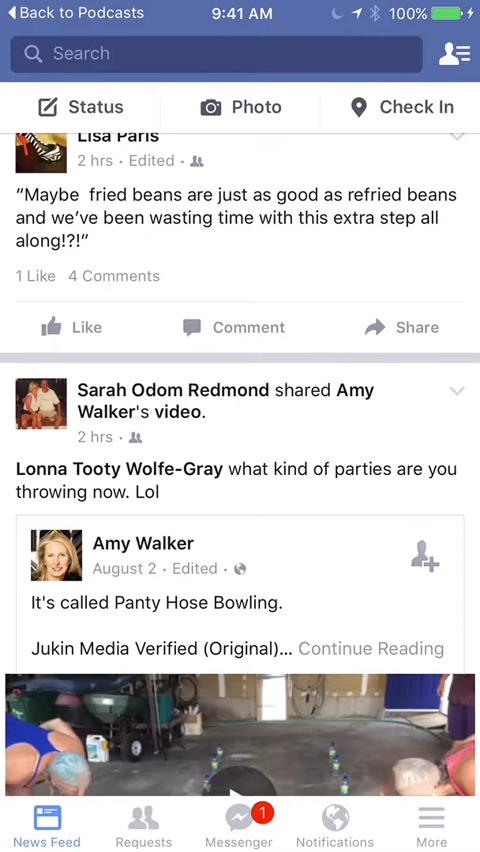 Back to Podcasts
9:41 AM
100%
Search
Status
Photo
Check In
Lisa Paris
2 hrs · Edited ·
“Maybe  fried beans are just as good as refried beans
and we’ve been wasting time with this extra step all
along!?!”
1 Like 4 Comments
Like
Comment
Share
Sarah Odom Redmond shared Amy
Walker's video.
2 hrs ·
Lonna Tooty Wolfe-Gray what kind of parties are you
throwing now. Lol
Amy Walker
August 2 · Edited ·
It's called Panty Hose Bowling.
Jukin Media Verified (Original)... Continue Reading
1
News Feed
Requests
Messenger
Notifications
More